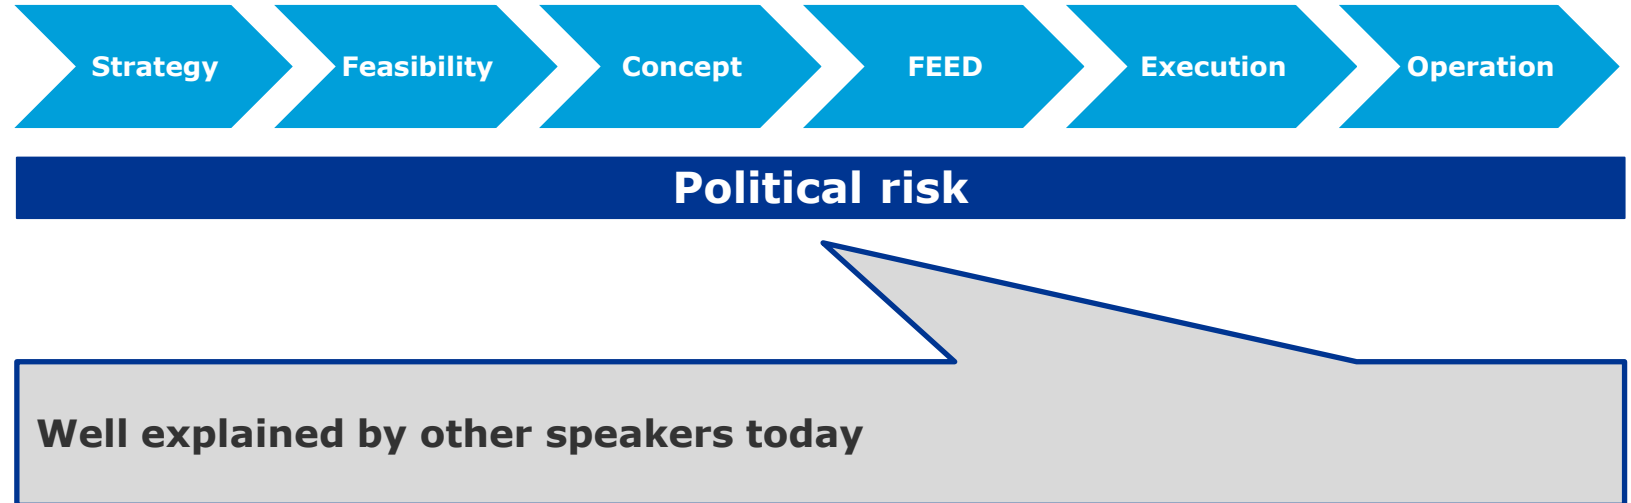 Strategy
Feasibility
Concept
FEED
Execution
Operation
Political risk
Well explained by other speakers today